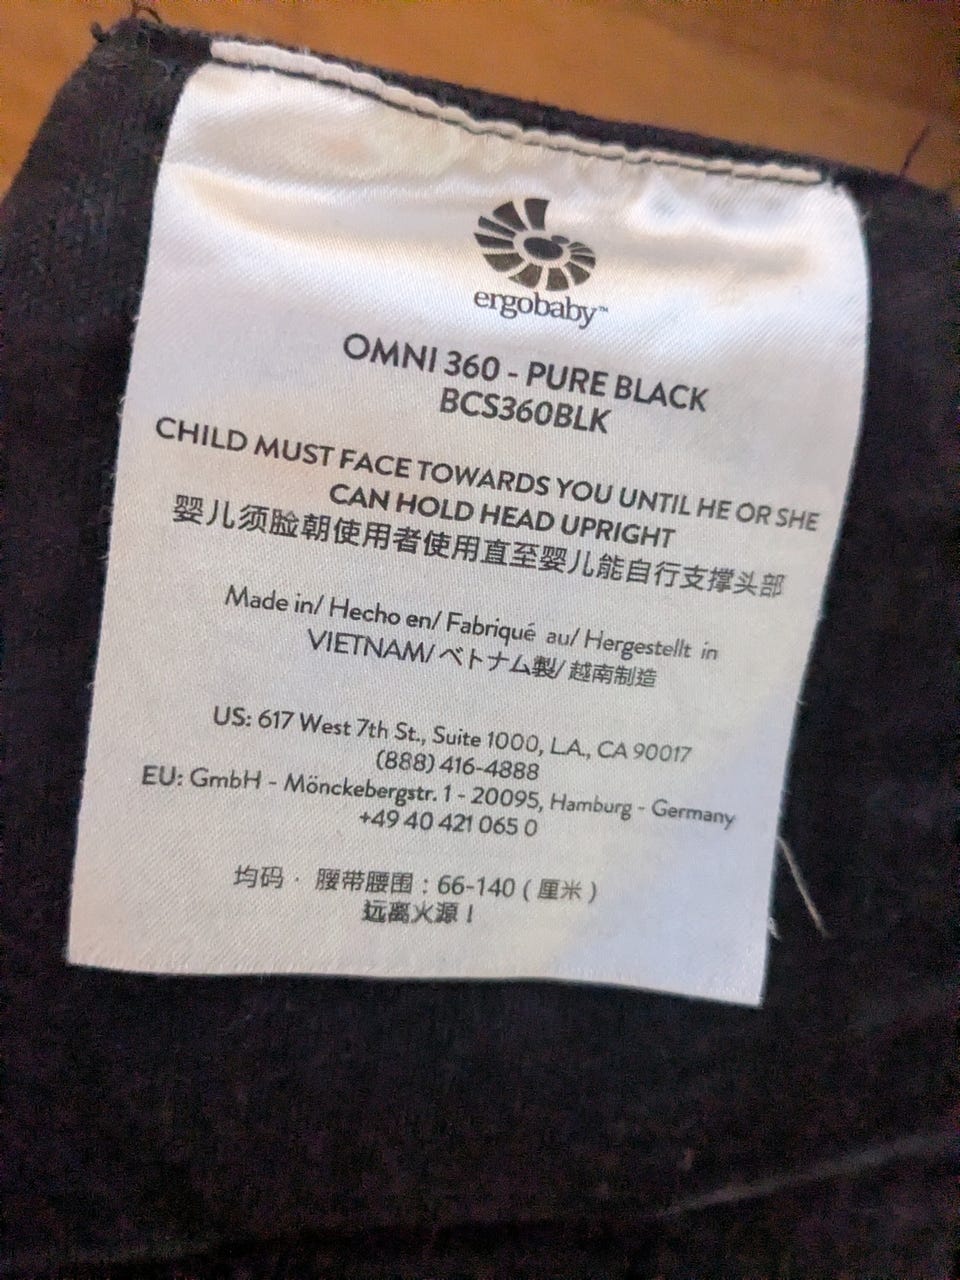 ergobaby™
OMNI 360 - PURE BLACK
BCS360BLK
CHILD MUST FACE TOWARDS YOU UNTIL HE OR SHE
CAN HOLD HEAD UPRIGHT
婴儿须脸朝使用者使用直至婴儿能自行支撑头部
Made in/ Hecho en/ Fabriqué au/ Hergestellt in
VIETNAM/ ベトナム製/ 越南制造
US: 617 West 7th St., Suite 1000, L.A., CA 90017
(888) 416-4888
EU: GmbH - Mönckebergstr. 1 - 20095, Hamburg - Germany
+49 40 421 065 0
均码 · 腰带腰围：66-140（厘米）
远离火源！